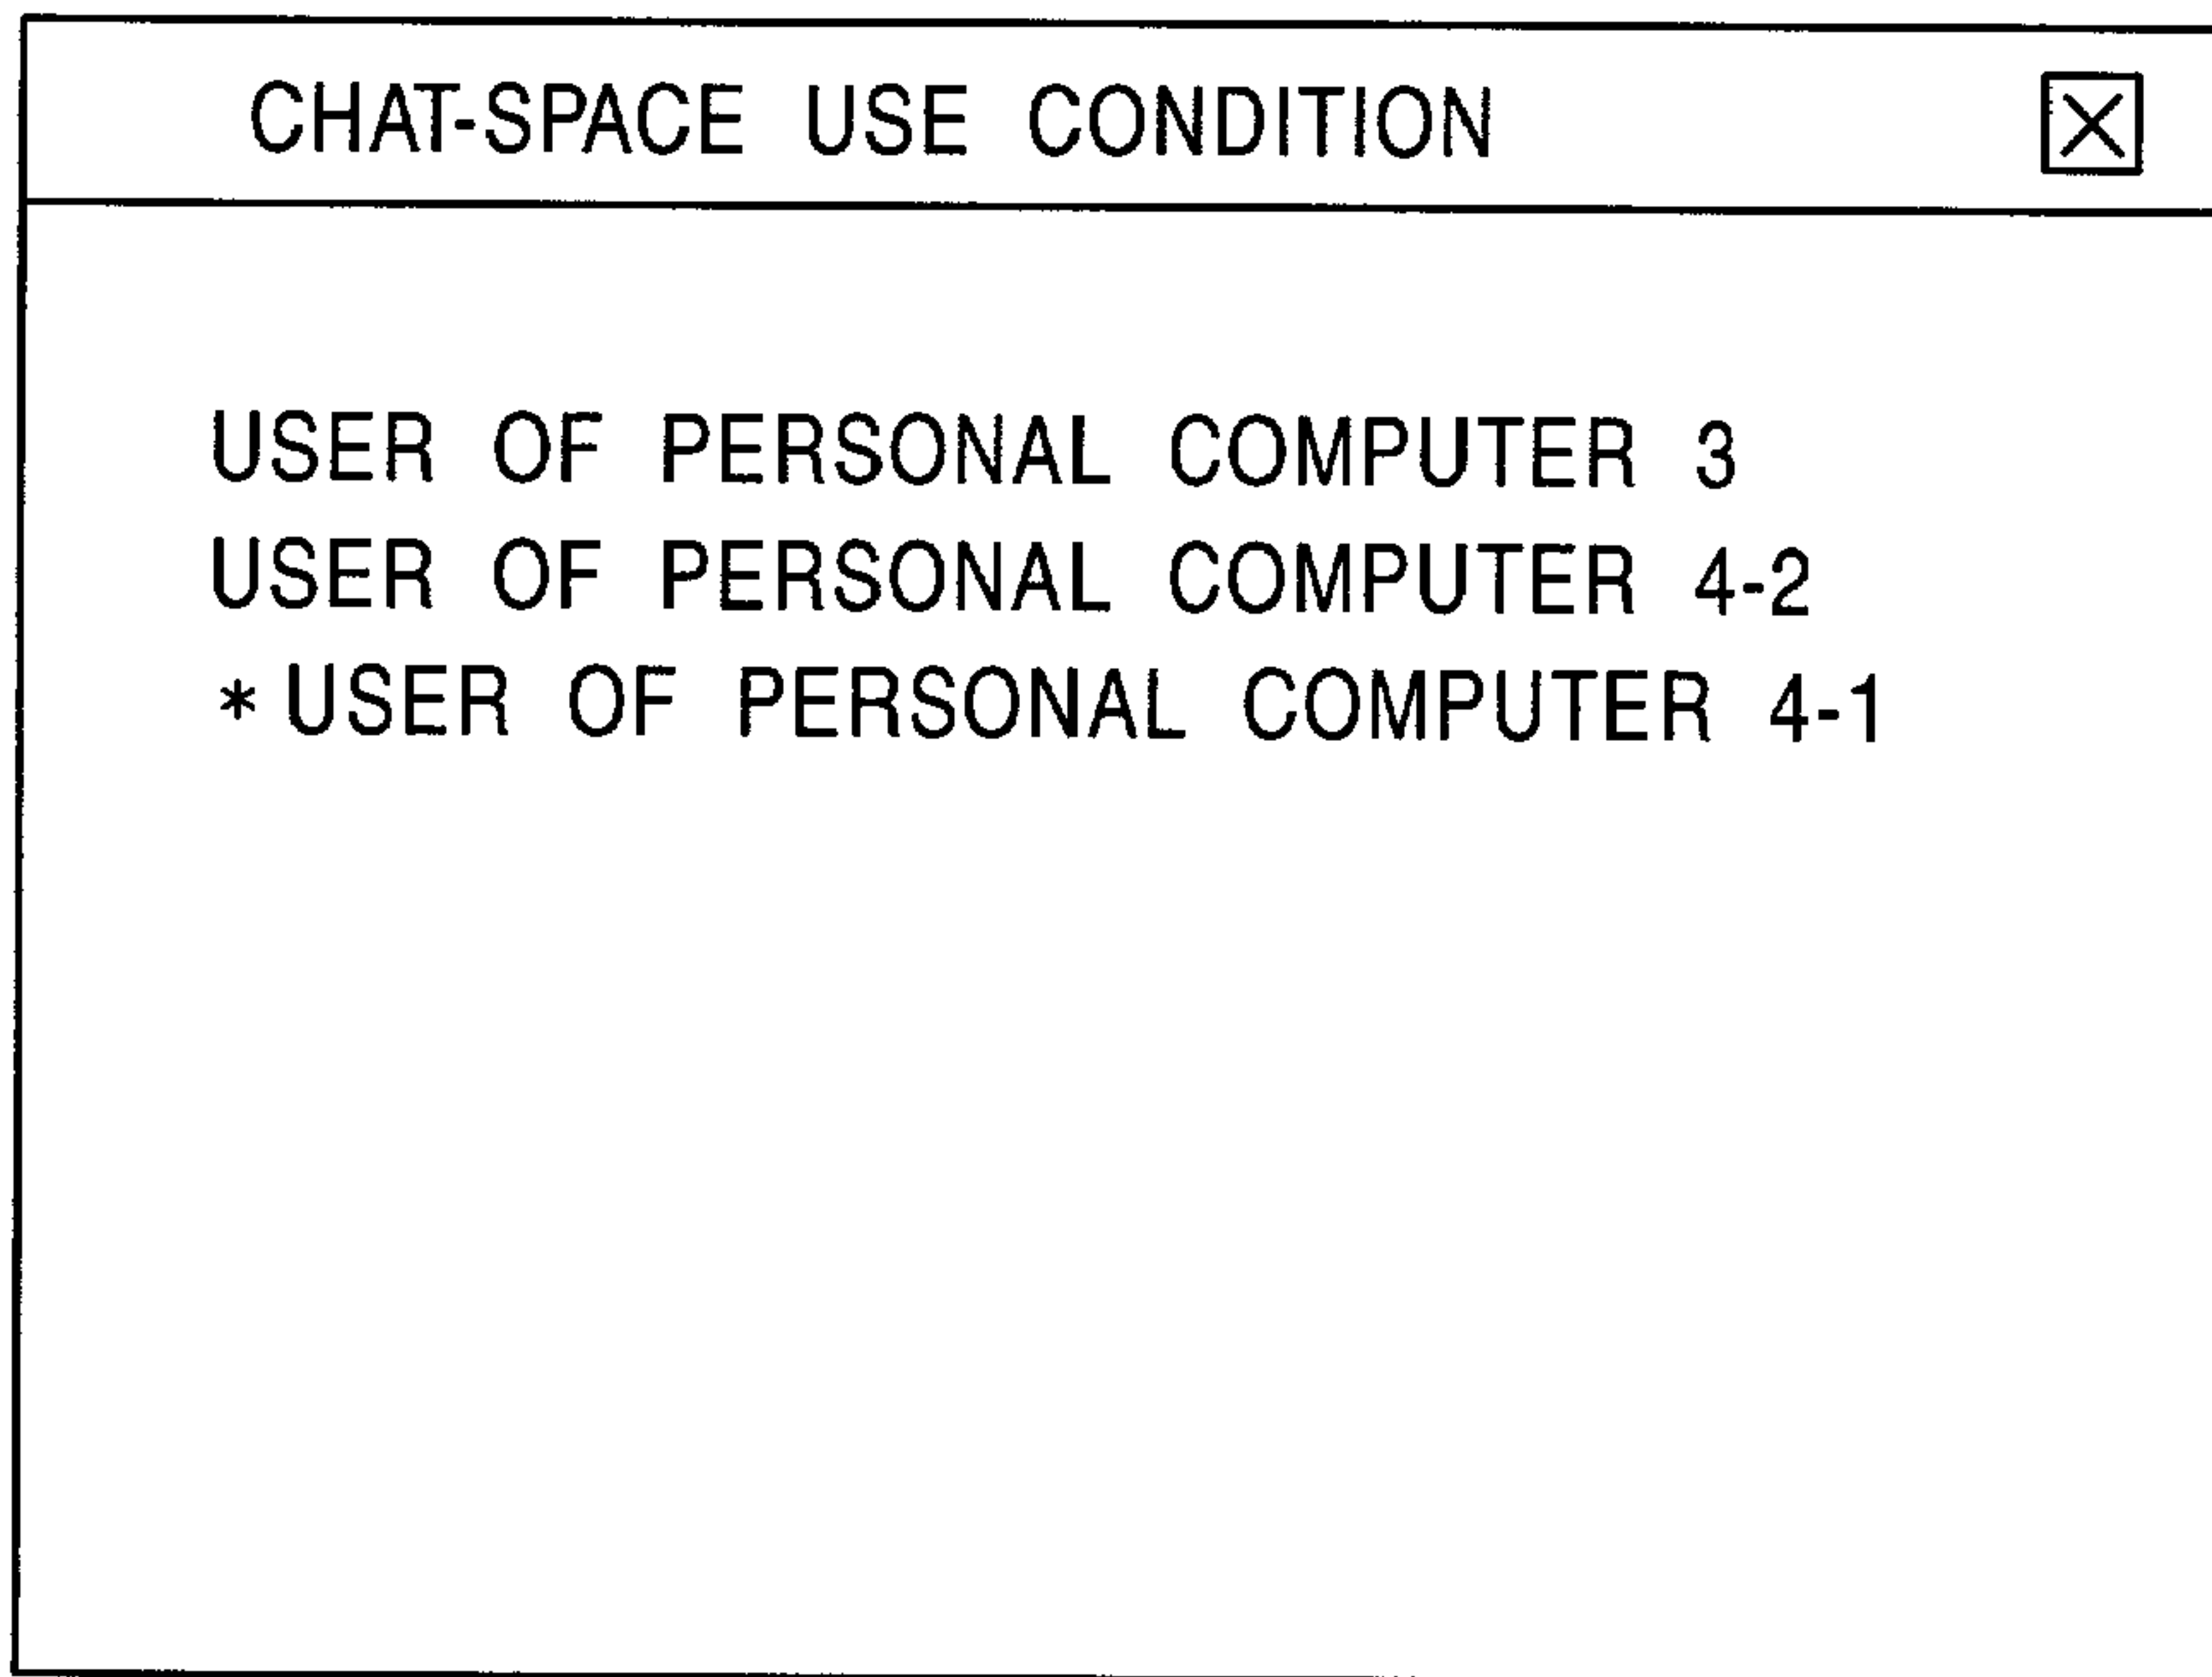 CHAT-SPACE USE CONDITION
USER OF PERSONAL COMPUTER 3
USER OF PERSONAL COMPUTER 4-2
* USER OF PERSONAL COMPUTER 4-1